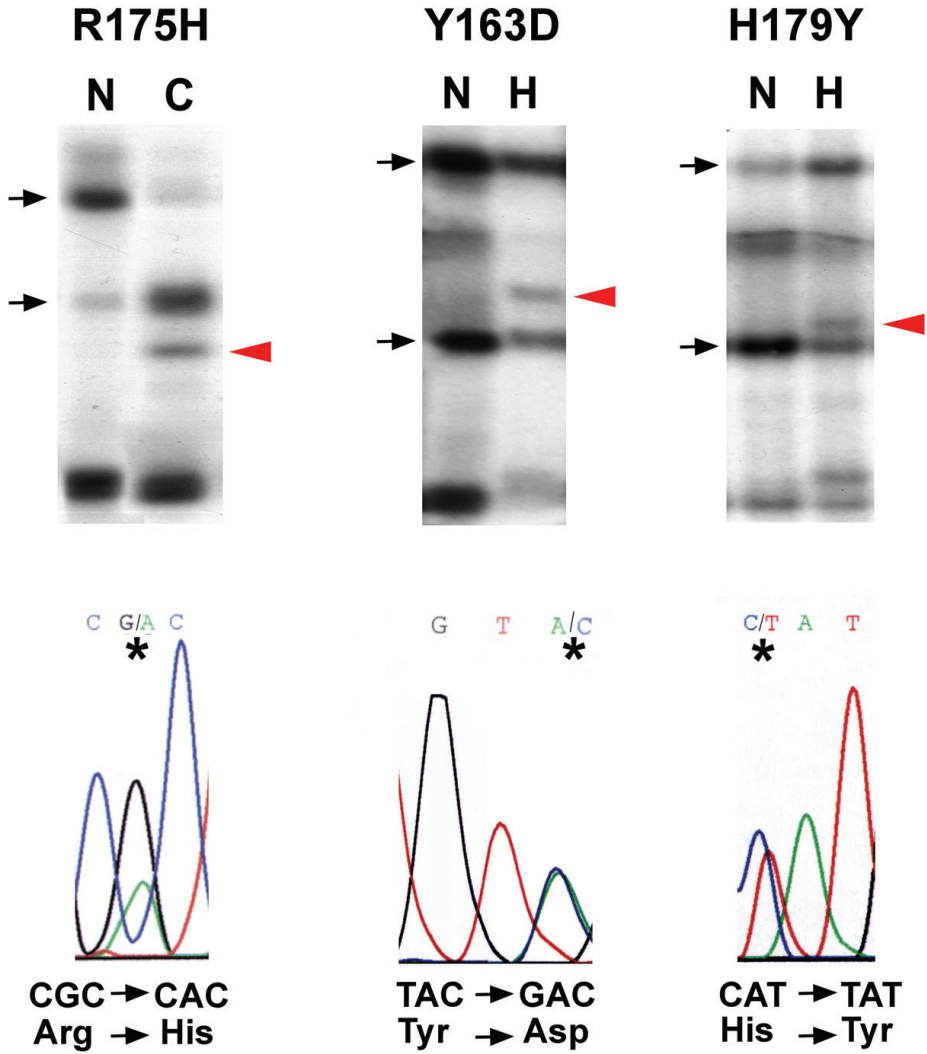 R175H Y163D H179Y
N C N H N H
C G/A C G T A/C C/T A T
* * *
CGC → CAC TAC → GAC CAT → TAT
Arg → His Tyr → Asp His → Tyr